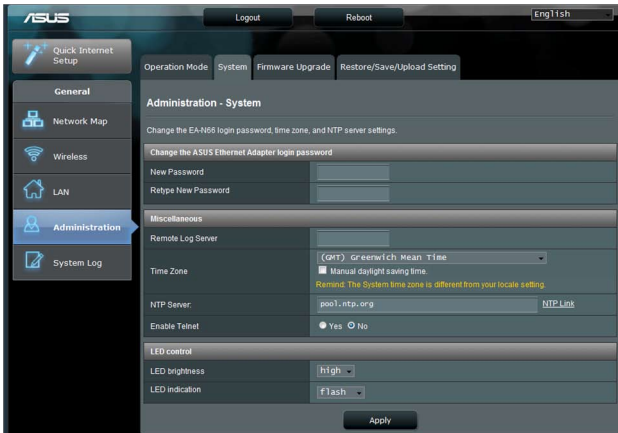 ASUS
Logout
Reboot
English
Quick Internet Setup
General
Network Map
Wireless
LAN
Administration
System Log
Operation Mode
System
Firmware Upgrade
Restore/Save/Upload Setting
Administration - System
Change the EA-N66 login password, time zone, and NTP server settings.
Change the ASUS Ethernet Adapter login password
New Password
Retype New Password
Miscellaneous
Remote Log Server
Time Zone
(GMT) Greenwich Mean Time
Manual daylight saving time.
Remind: The System time zone is different from your locale setting.
NTP Server:
pool.ntp.org
NTP Link
Enable Telnet
Yes No
LED control
LED brightness
high
LED indication
flash
Apply